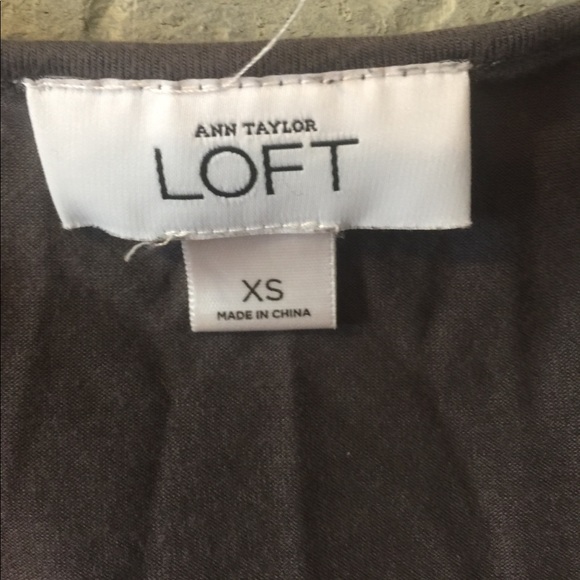 ANN TAYLOR
LOFT
XS
MADE IN CHINA